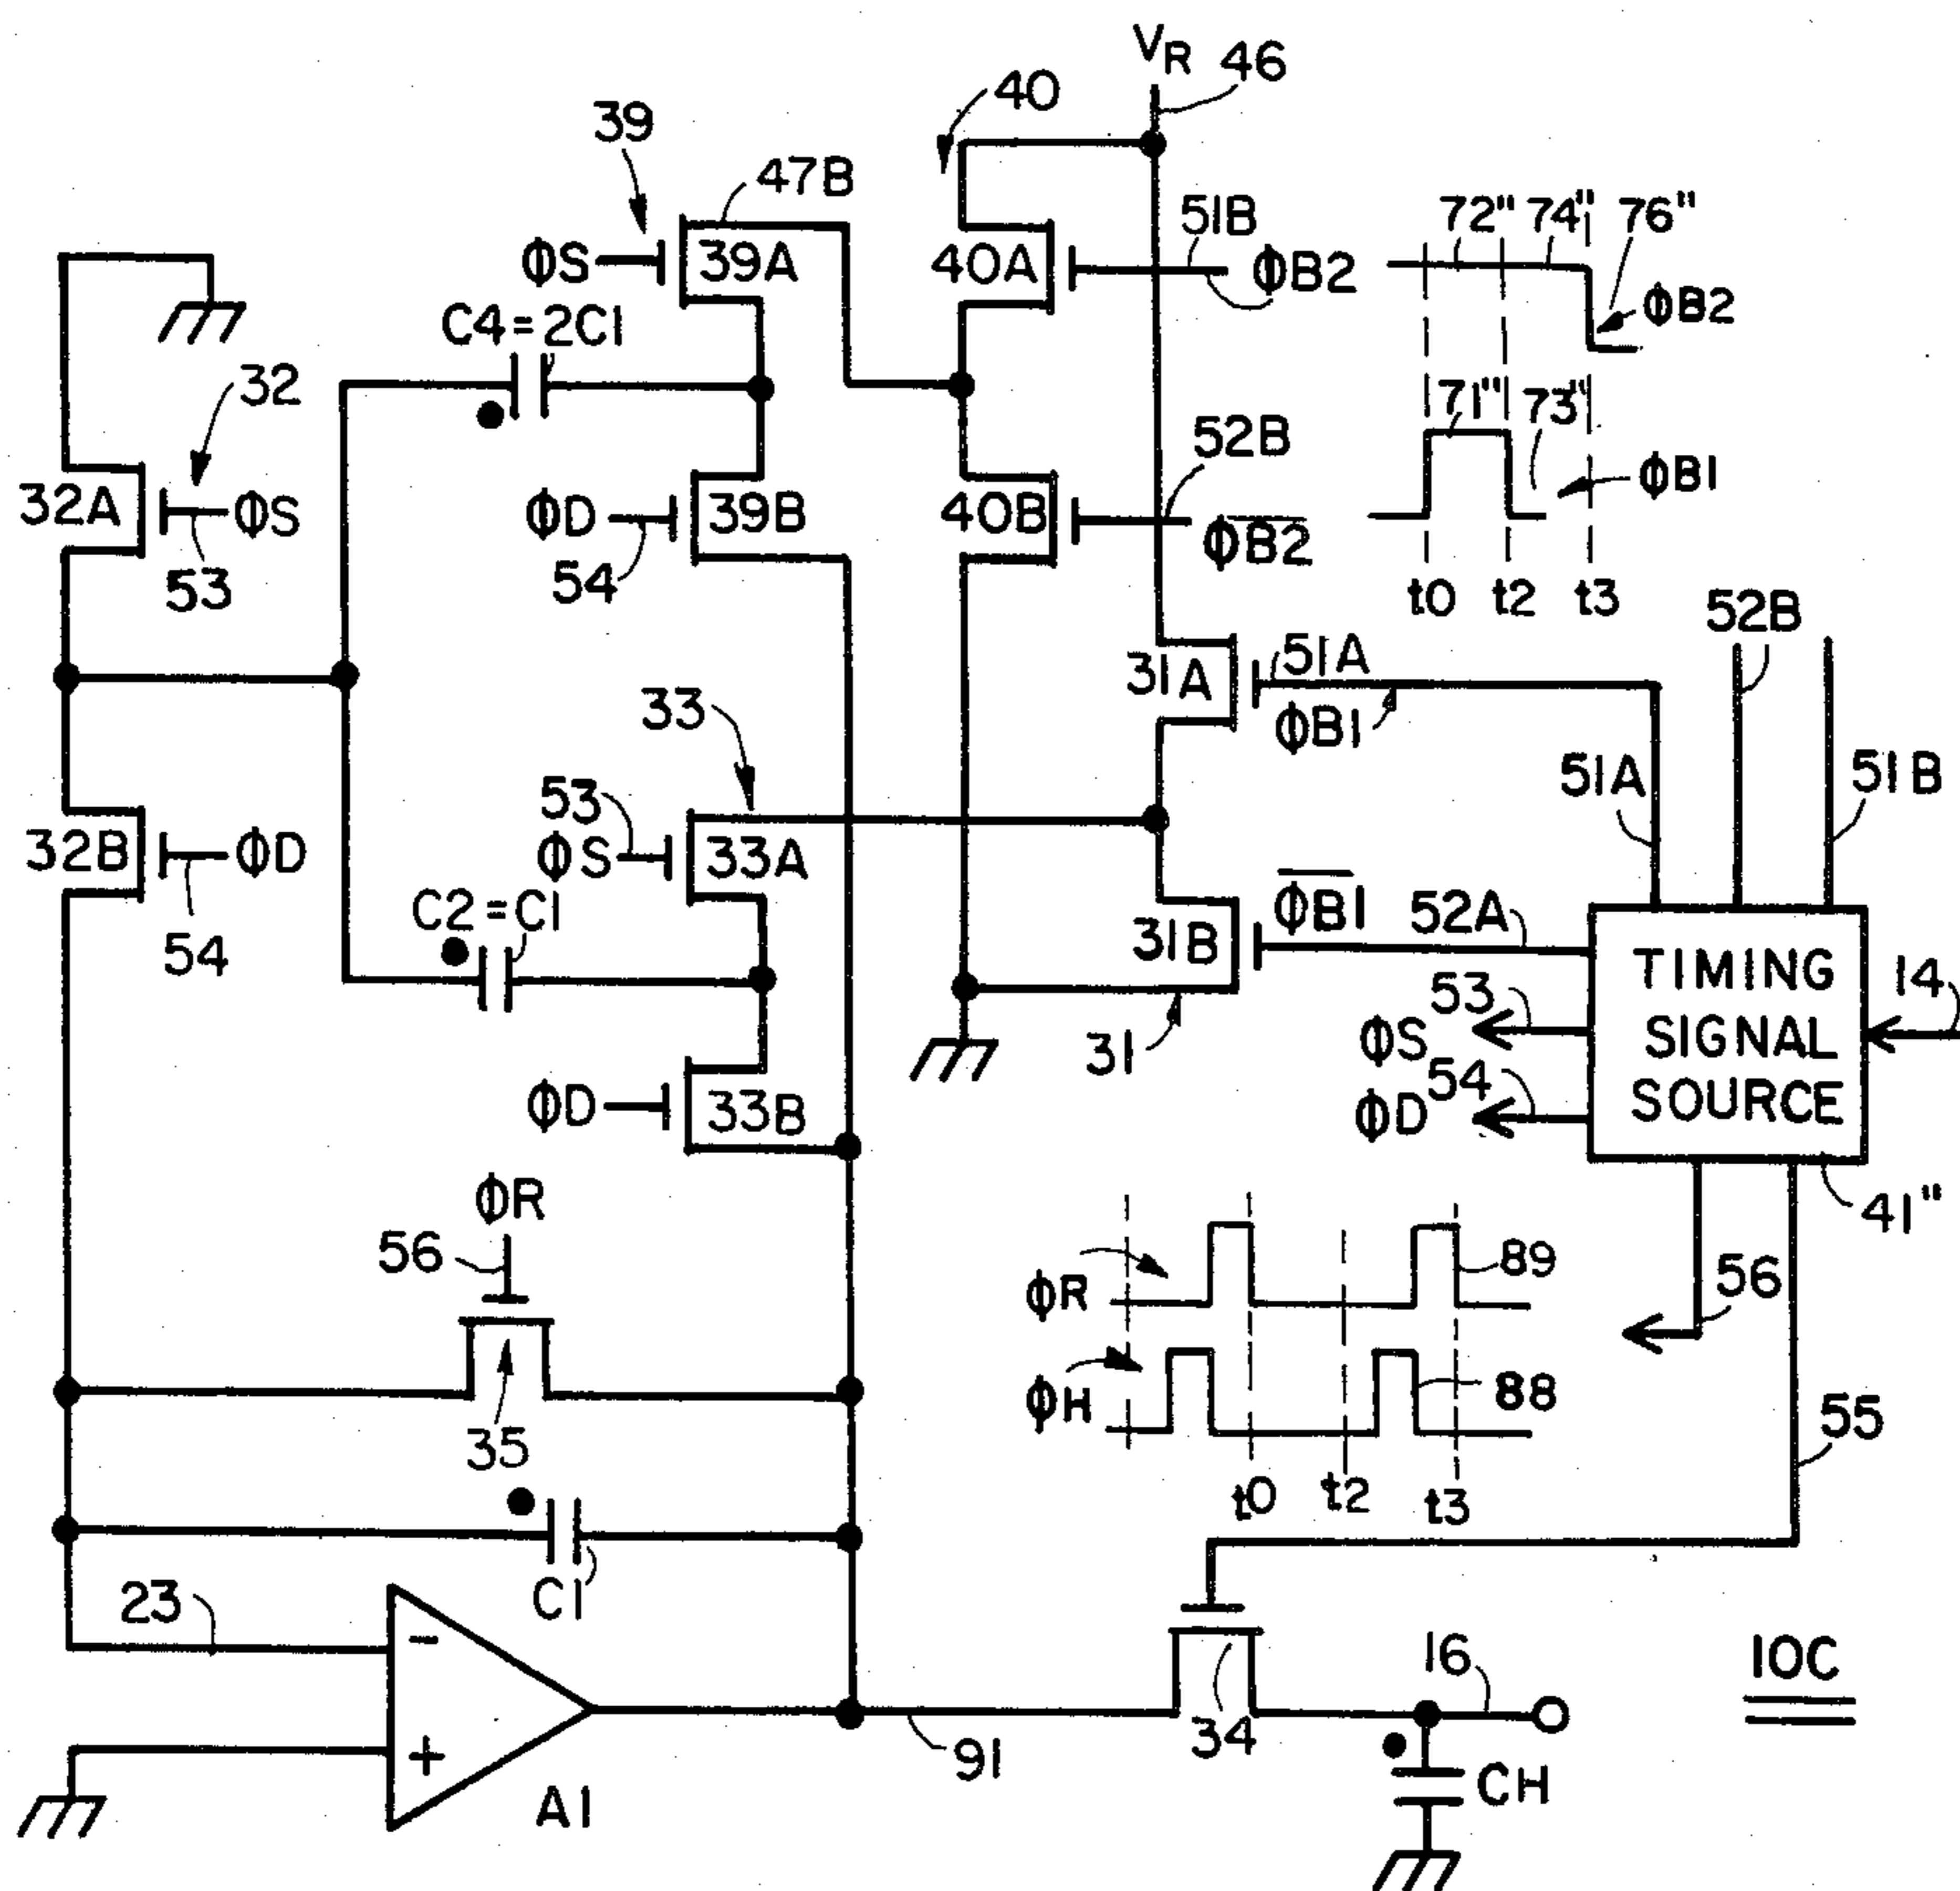 VR 46
40
39
47B
51B
72" 74" 76"
ΦS
39A
40A
ΦB2
ΦB2
C4=2C1
71" 73"
32
52B
ΦB1
32A
ΦS
ΦD
39B
40B
Φ̅B̅2̅
53
54
t0 t2 t3
52B
31A
51A
33
ΦB1
51A
51B
53
32B
ΦD
ΦS
33A
Φ̅B̅1̅
52A
C2=C1
54
31B
TIMING
SIGNAL
SOURCE
14
53
ΦS
31
54
ΦD
ΦD
33B
41"
ΦR
56
ΦR
89
56
ΦH
88
35
55
t0 t2 t3
C1
23
-
16
10C
34
+
91
CH
A1